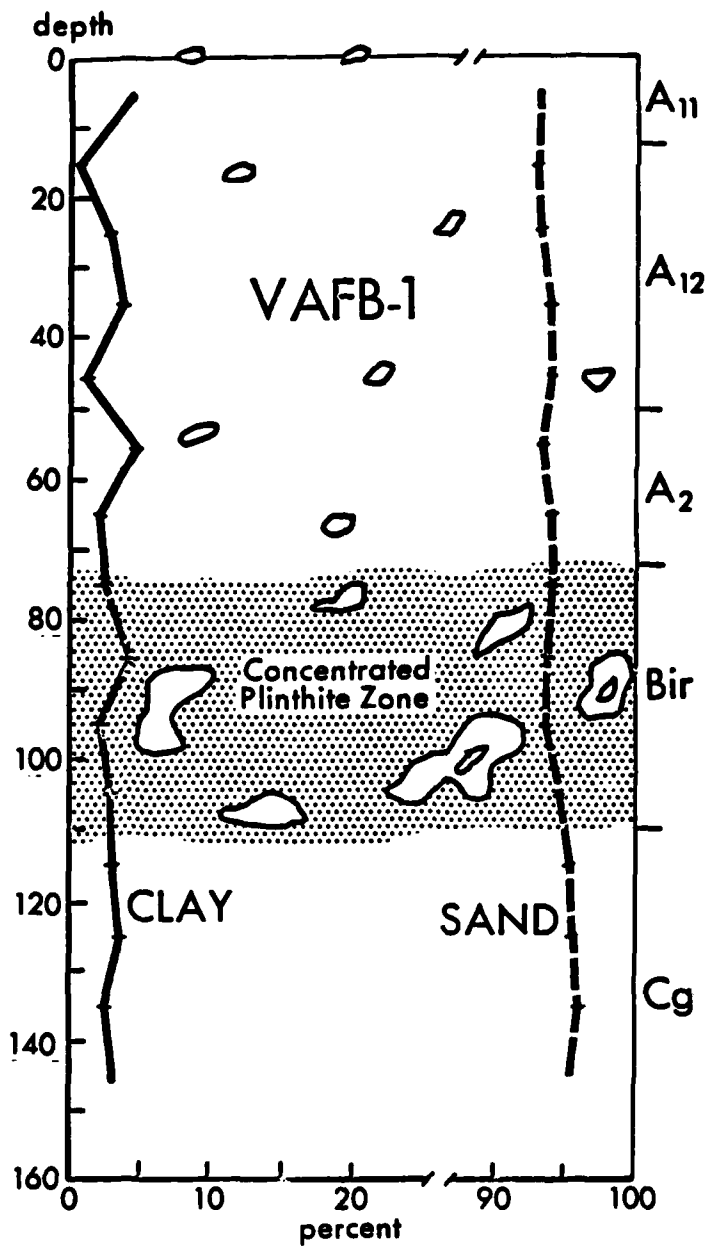 depth
0
20
40
60
80
100
120
140
160
A11
A12
A2
Bir
Cg
VAFB-1
Concentrated
Plinthite Zone
CLAY
SAND
0 10 20 90 100
percent